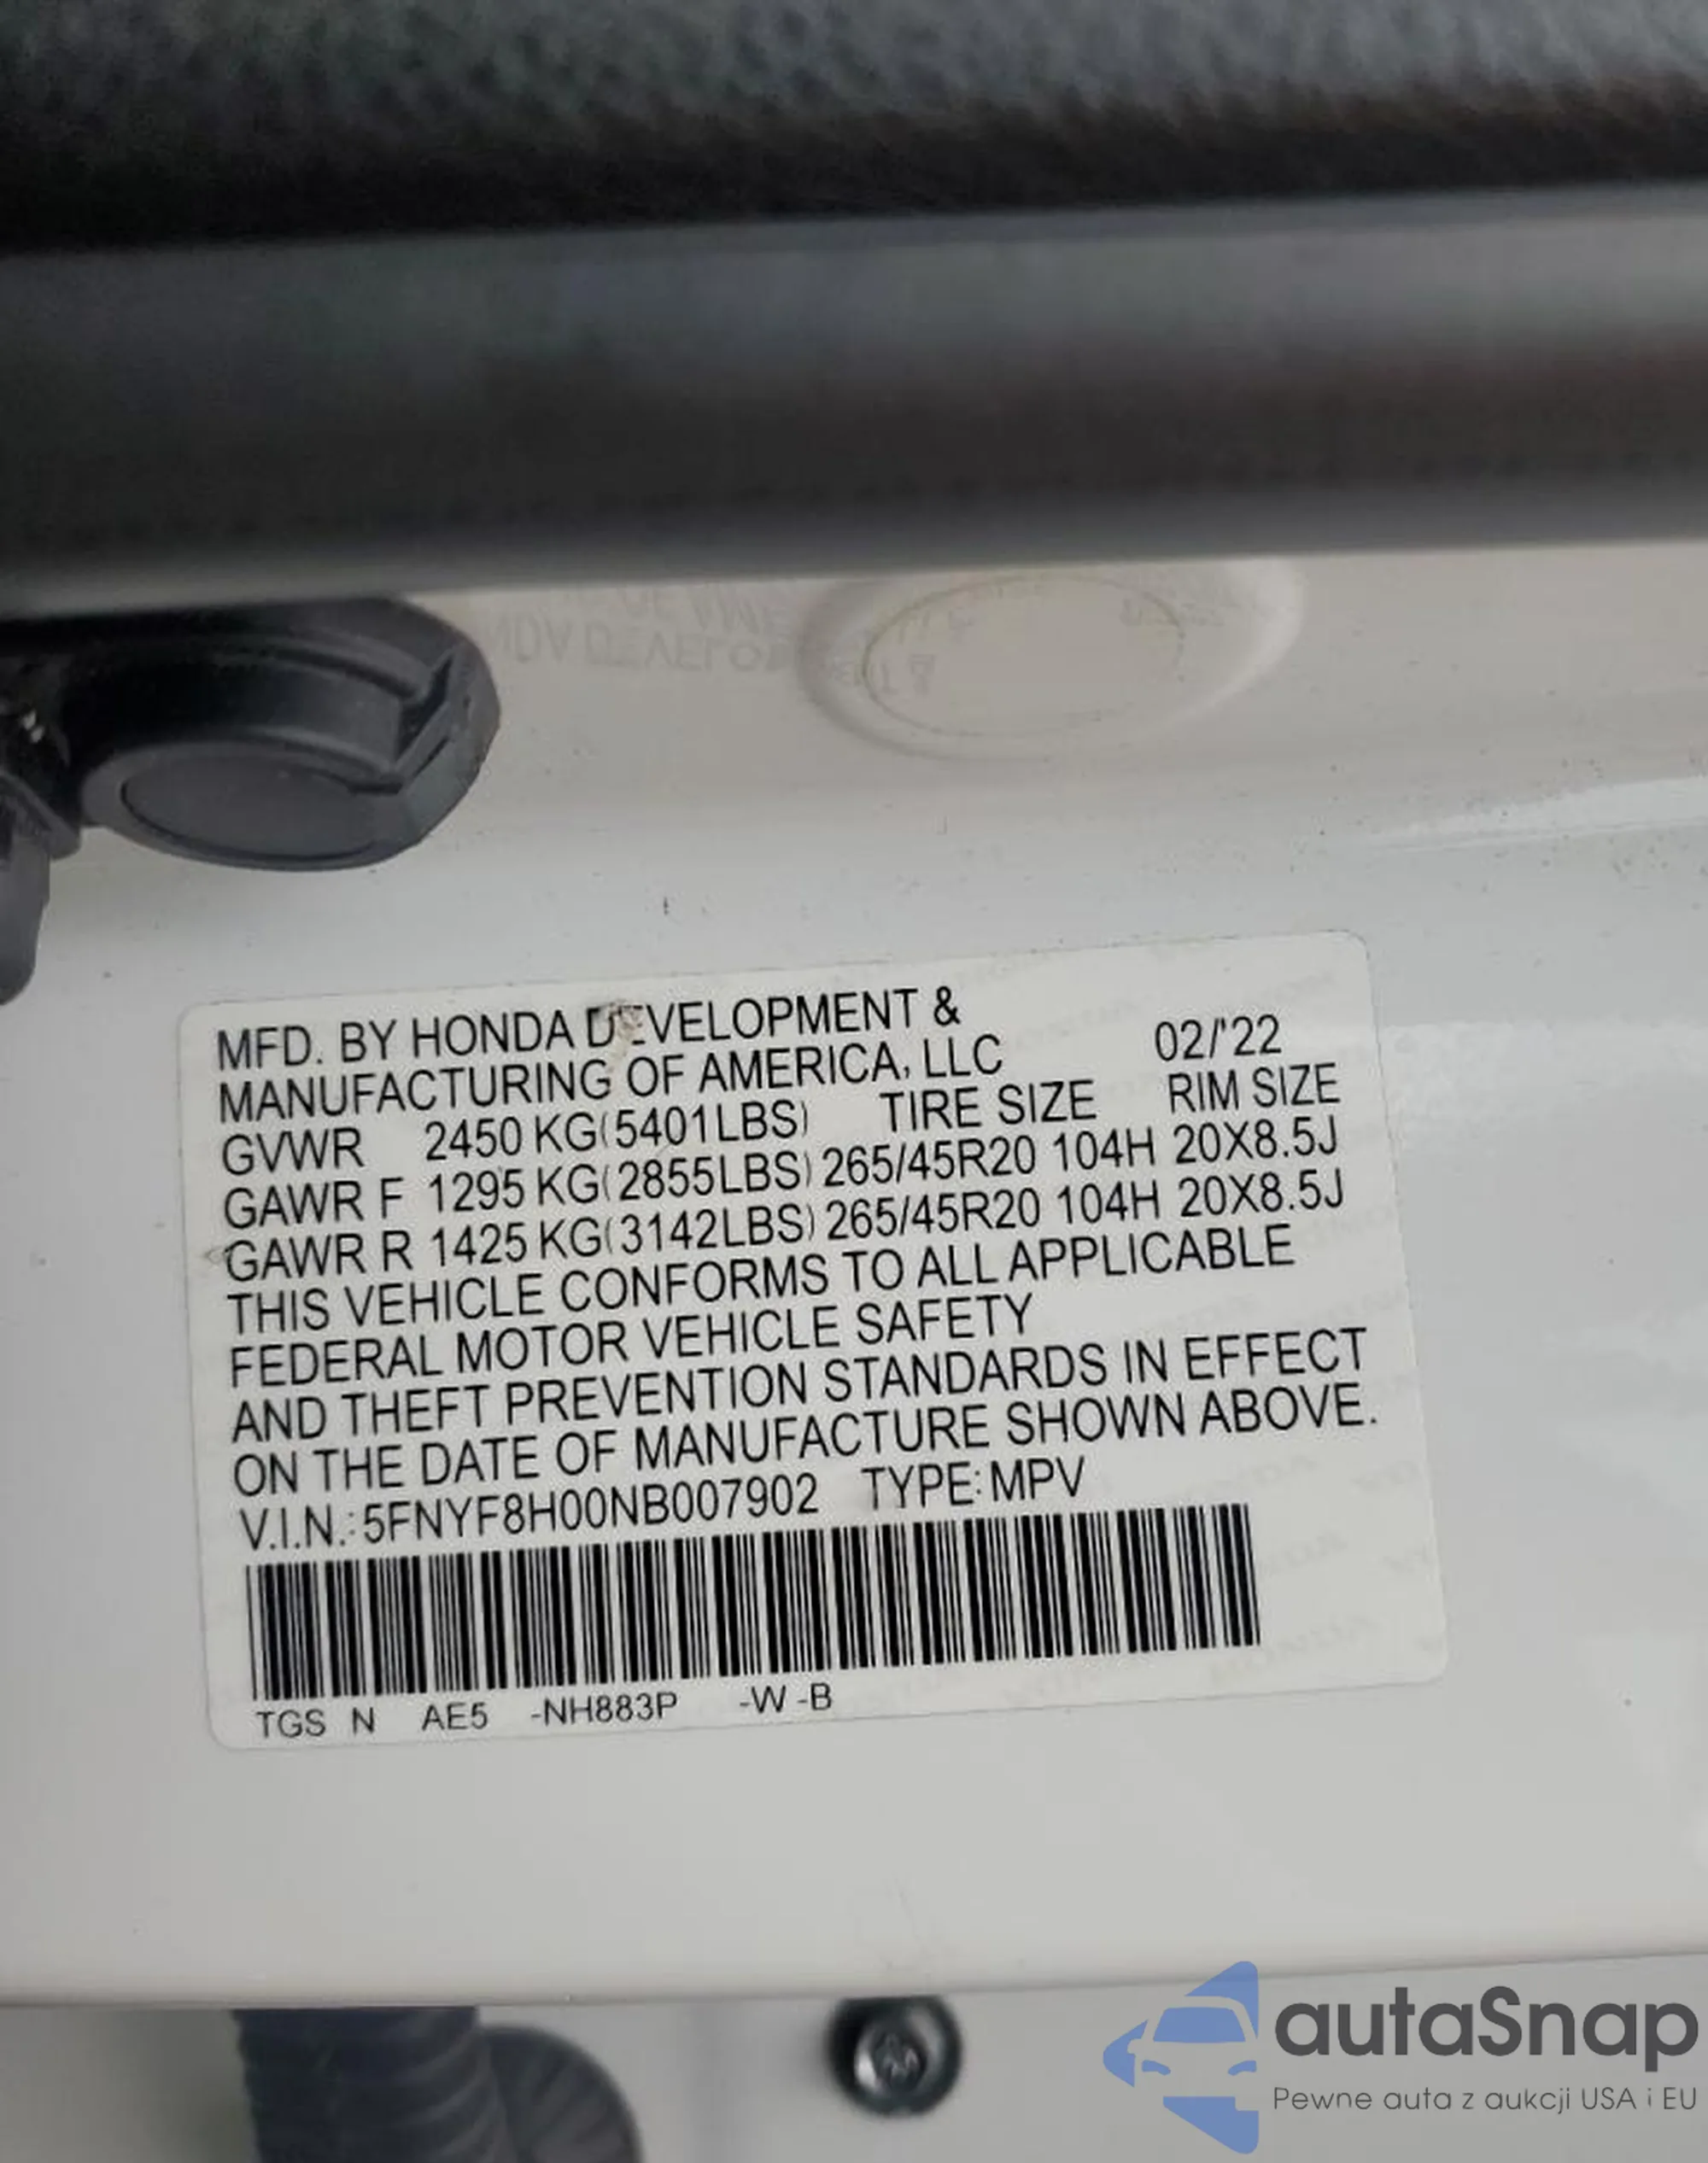 MFD. BY HONDA DEVELOPMENT &
MANUFACTURING OF AMERICA, LLC 02/'22
GVWR 2450 KG(5401LBS) TIRE SIZE RIM SIZE
GAWR F 1295 KG(2855LBS) 265/45R20 104H 20X8.5J
GAWR R 1425 KG(3142LBS) 265/45R20 104H 20X8.5J
THIS VEHICLE CONFORMS TO ALL APPLICABLE
FEDERAL MOTOR VEHICLE SAFETY
AND THEFT PREVENTION STANDARDS IN EFFECT
ON THE DATE OF MANUFACTURE SHOWN ABOVE.
V.I.N.: 5FNYF8H00NB007902 TYPE: MPV
TGS N AE5 -NH883P -W -B
autaSnap
Pewne auta z aukcji USA i EU